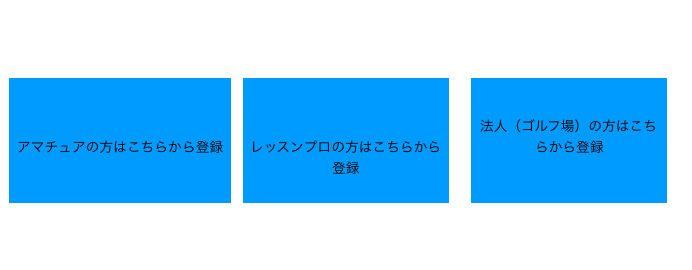 アマチュアの方はこちらから登録
レッスンプロの方はこちらから
登録
法人（ゴルフ場）の方はこち
らから登録